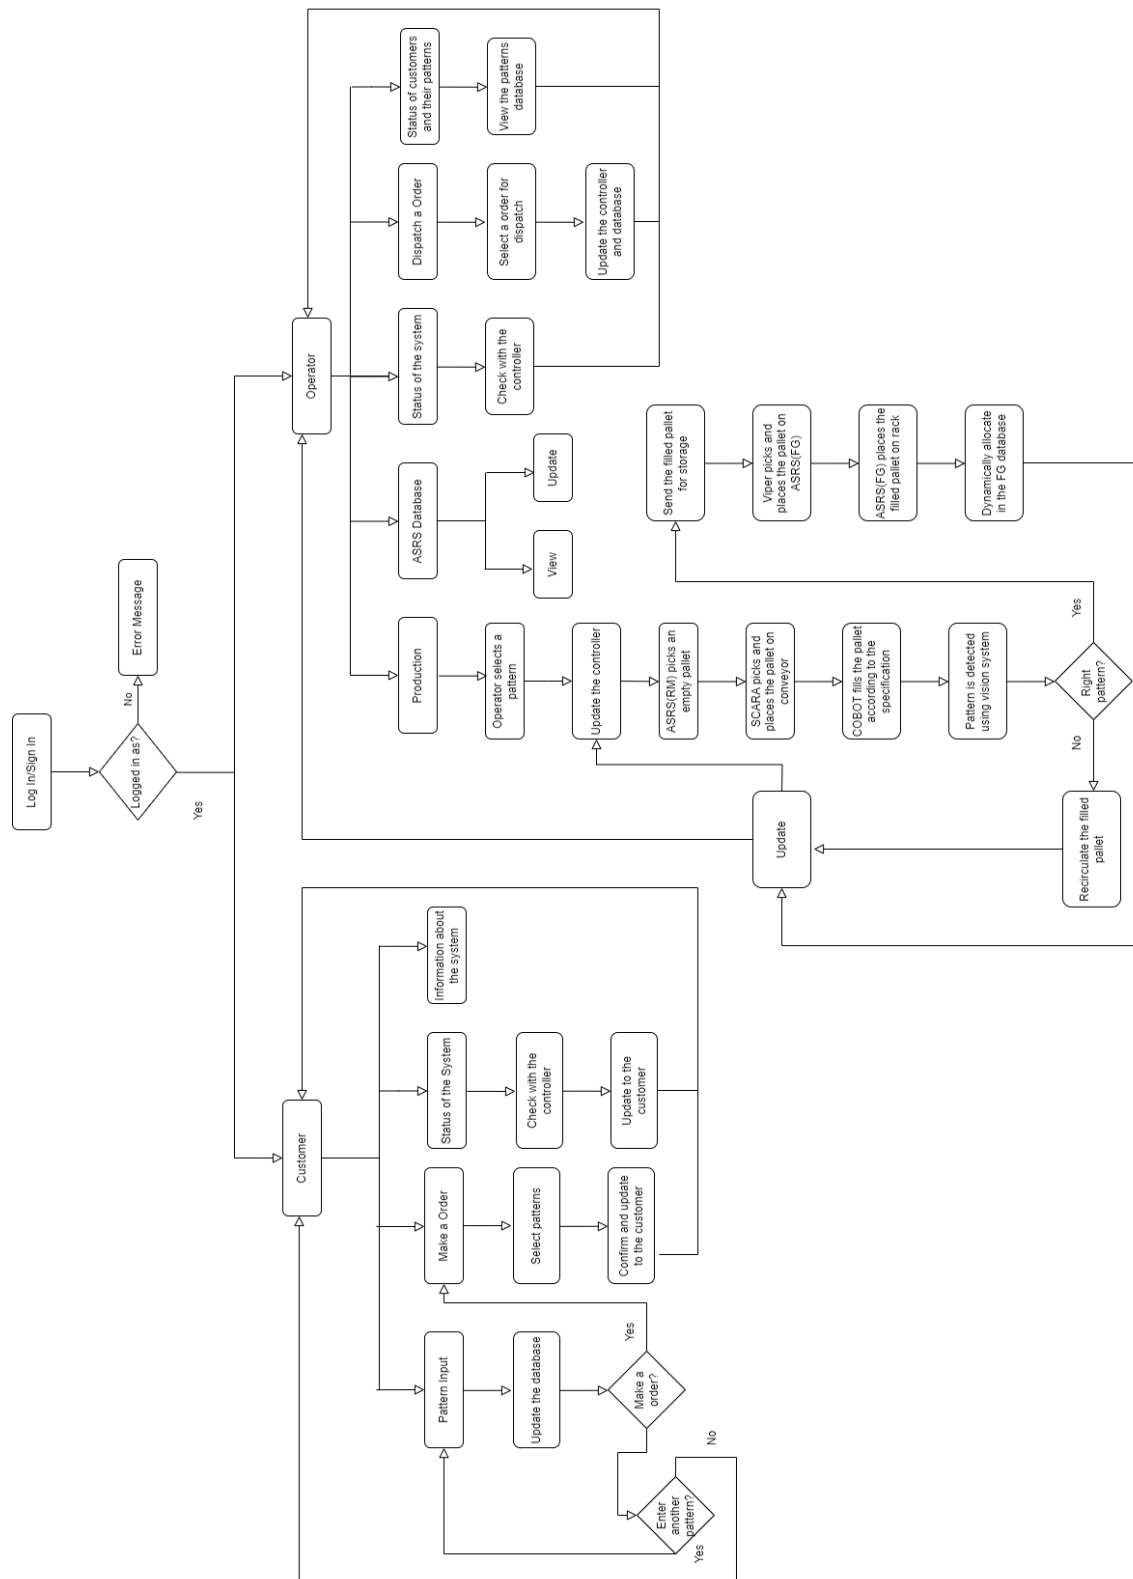 Log In/Sign In
Logged in as?
No
Error Message
Yes
Customer
Operator
Pattern Input
Make a Order
Status of the System
Information about
the system
Update the database
Select patterns
Check with the
controller
Make a
order?
Yes
Confirm and update
to the customer
Update to the
customer
Enter
another
pattern?
Yes
No
Production
ASRS Database
Status of the system
Dispatch a Order
Status of customers
and their patterns
Operator selects a
pattern
View
Update
Check with the
controller
Select a order for
dispatch
View the patterns
database
Update the controller
Update the controller
and database
ASRS(RM) picks an
empty pallet
SCARA picks and
places the pallet on
conveyor
COBOT fills the pallet
according to the
specification
Pattern is detected
using vision system
Right
pattern?
No
Yes
Recirculate the filled
pallet
Update
Send the filled pallet
for storage
Viper picks and
places the pallet on
ASRS(FG)
ASRS(FG) places the
filled pallet on rack
Dynamically allocate
in the FG database